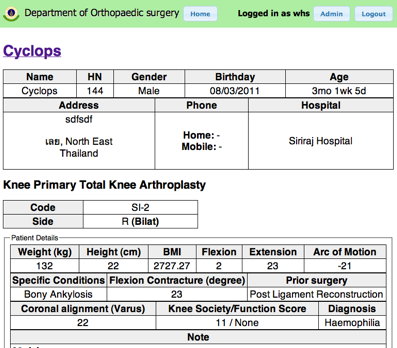 Department of Orthopaedic surgery Home Logged in as whs Admin Logout
Cyclops
Name HN Gender Birthday Age
Cyclops 144 Male 08/03/2011 3mo 1wk 5d
Address Phone Hospital
sdfsdf
เลย, North East
Thailand
Home: -
Mobile: -
Siriraj Hospital
Knee Primary Total Knee Arthroplasty
Code SI-2
Side R (Bilat)
Patient Details
Weight (kg) Height (cm) BMI Flexion Extension Arc of Motion
132 22 2727.27 2 23 -21
Specific Conditions Flexion Contracture (degree) Prior surgery
Bony Ankylosis 23 Post Ligament Reconstruction
Coronal alignment (Varus) Knee Society/Function Score Diagnosis
22 11 / None Haemophilia
Note